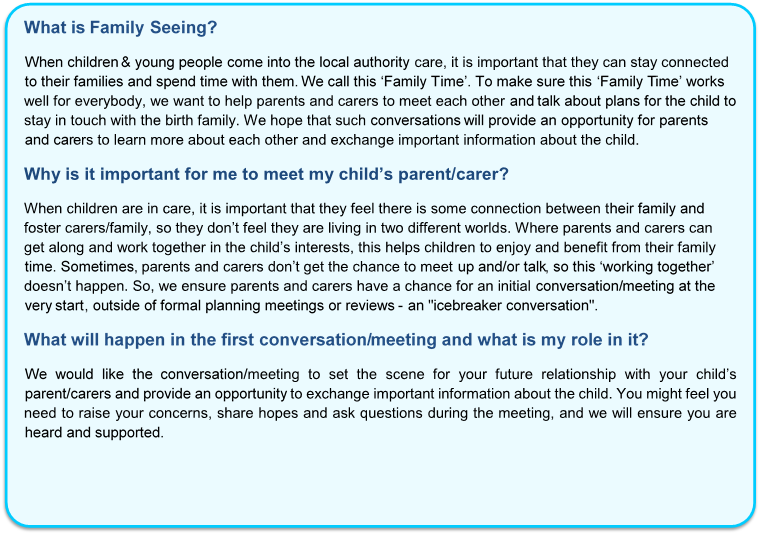 What is Family Seeing?
When children & young people come into the local authority care, it is important that they can stay connected
to their families and spend time with them. We call this ‘Family Time’. To make sure this ‘Family Time’ works
well for everybody, we want to help parents and carers to meet each other and talk about plans for the child to
stay in touch with the birth family. We hope that such conversations will provide an opportunity for parents
and carers to learn more about each other and exchange important information about the child.
Why is it important for me to meet my child’s parent/carer?
When children are in care, it is important that they feel there is some connection between their family and
foster carers/family, so they don’t feel they are living in two different worlds. Where parents and carers can
get along and work together in the child’s interests, this helps children to enjoy and benefit from their family
time. Sometimes, parents and carers don’t get the chance to meet up and/or talk, so this ‘working together’
doesn’t happen. So, we ensure parents and carers have a chance for an initial conversation/meeting at the
very start, outside of formal planning meetings or reviews - an "icebreaker conversation".
What will happen in the first conversation/meeting and what is my role in it?
We would like the conversation/meeting to set the scene for your future relationship with your child’s
parent/carers and provide an opportunity to exchange important information about the child. You might feel you
need to raise your concerns, share hopes and ask questions during the meeting, and we will ensure you are
heard and supported.